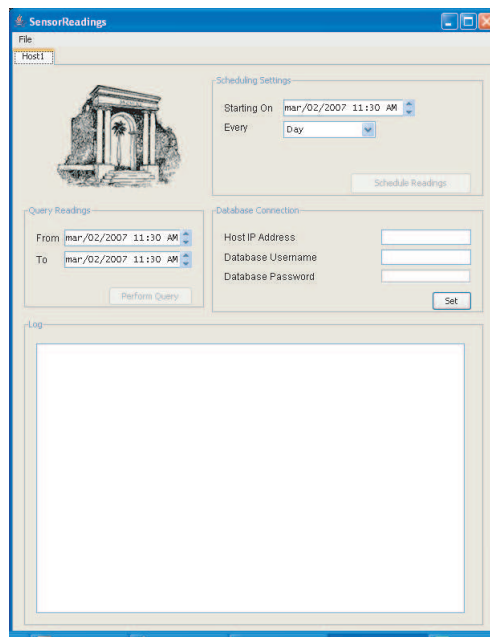 SensorReadings
File
Host1
Scheduling Settings
Starting On mar/02/2007 11:30 AM
Every Day
Schedule Readings
Query Readings
From mar/02/2007 11:30 AM
To mar/02/2007 11:30 AM
Perform Query
Database Connection
Host IP Address
Database Username
Database Password
Set
Log